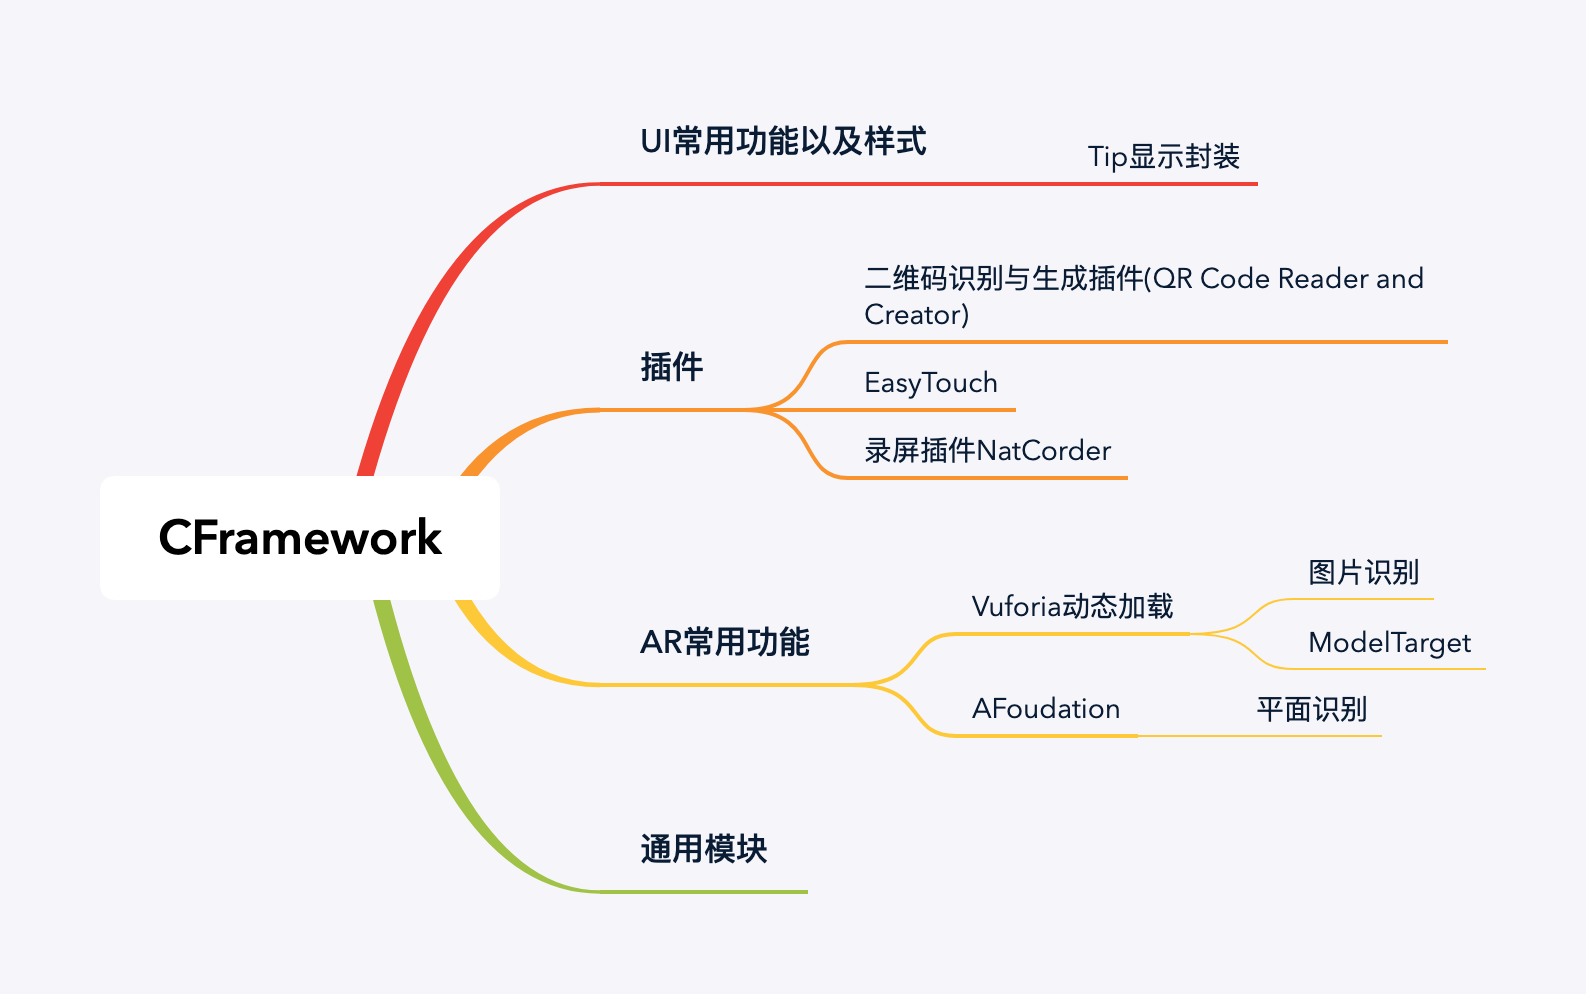 UI常用功能以及样式
Tip显示封装
二维码识别与生成插件(QR Code Reader and
Creator)
插件
EasyTouch
录屏插件NatCorder
CFramework
图片识别
Vuforia动态加载
AR常用功能
ModelTarget
AFoudation
平面识别
通用模块